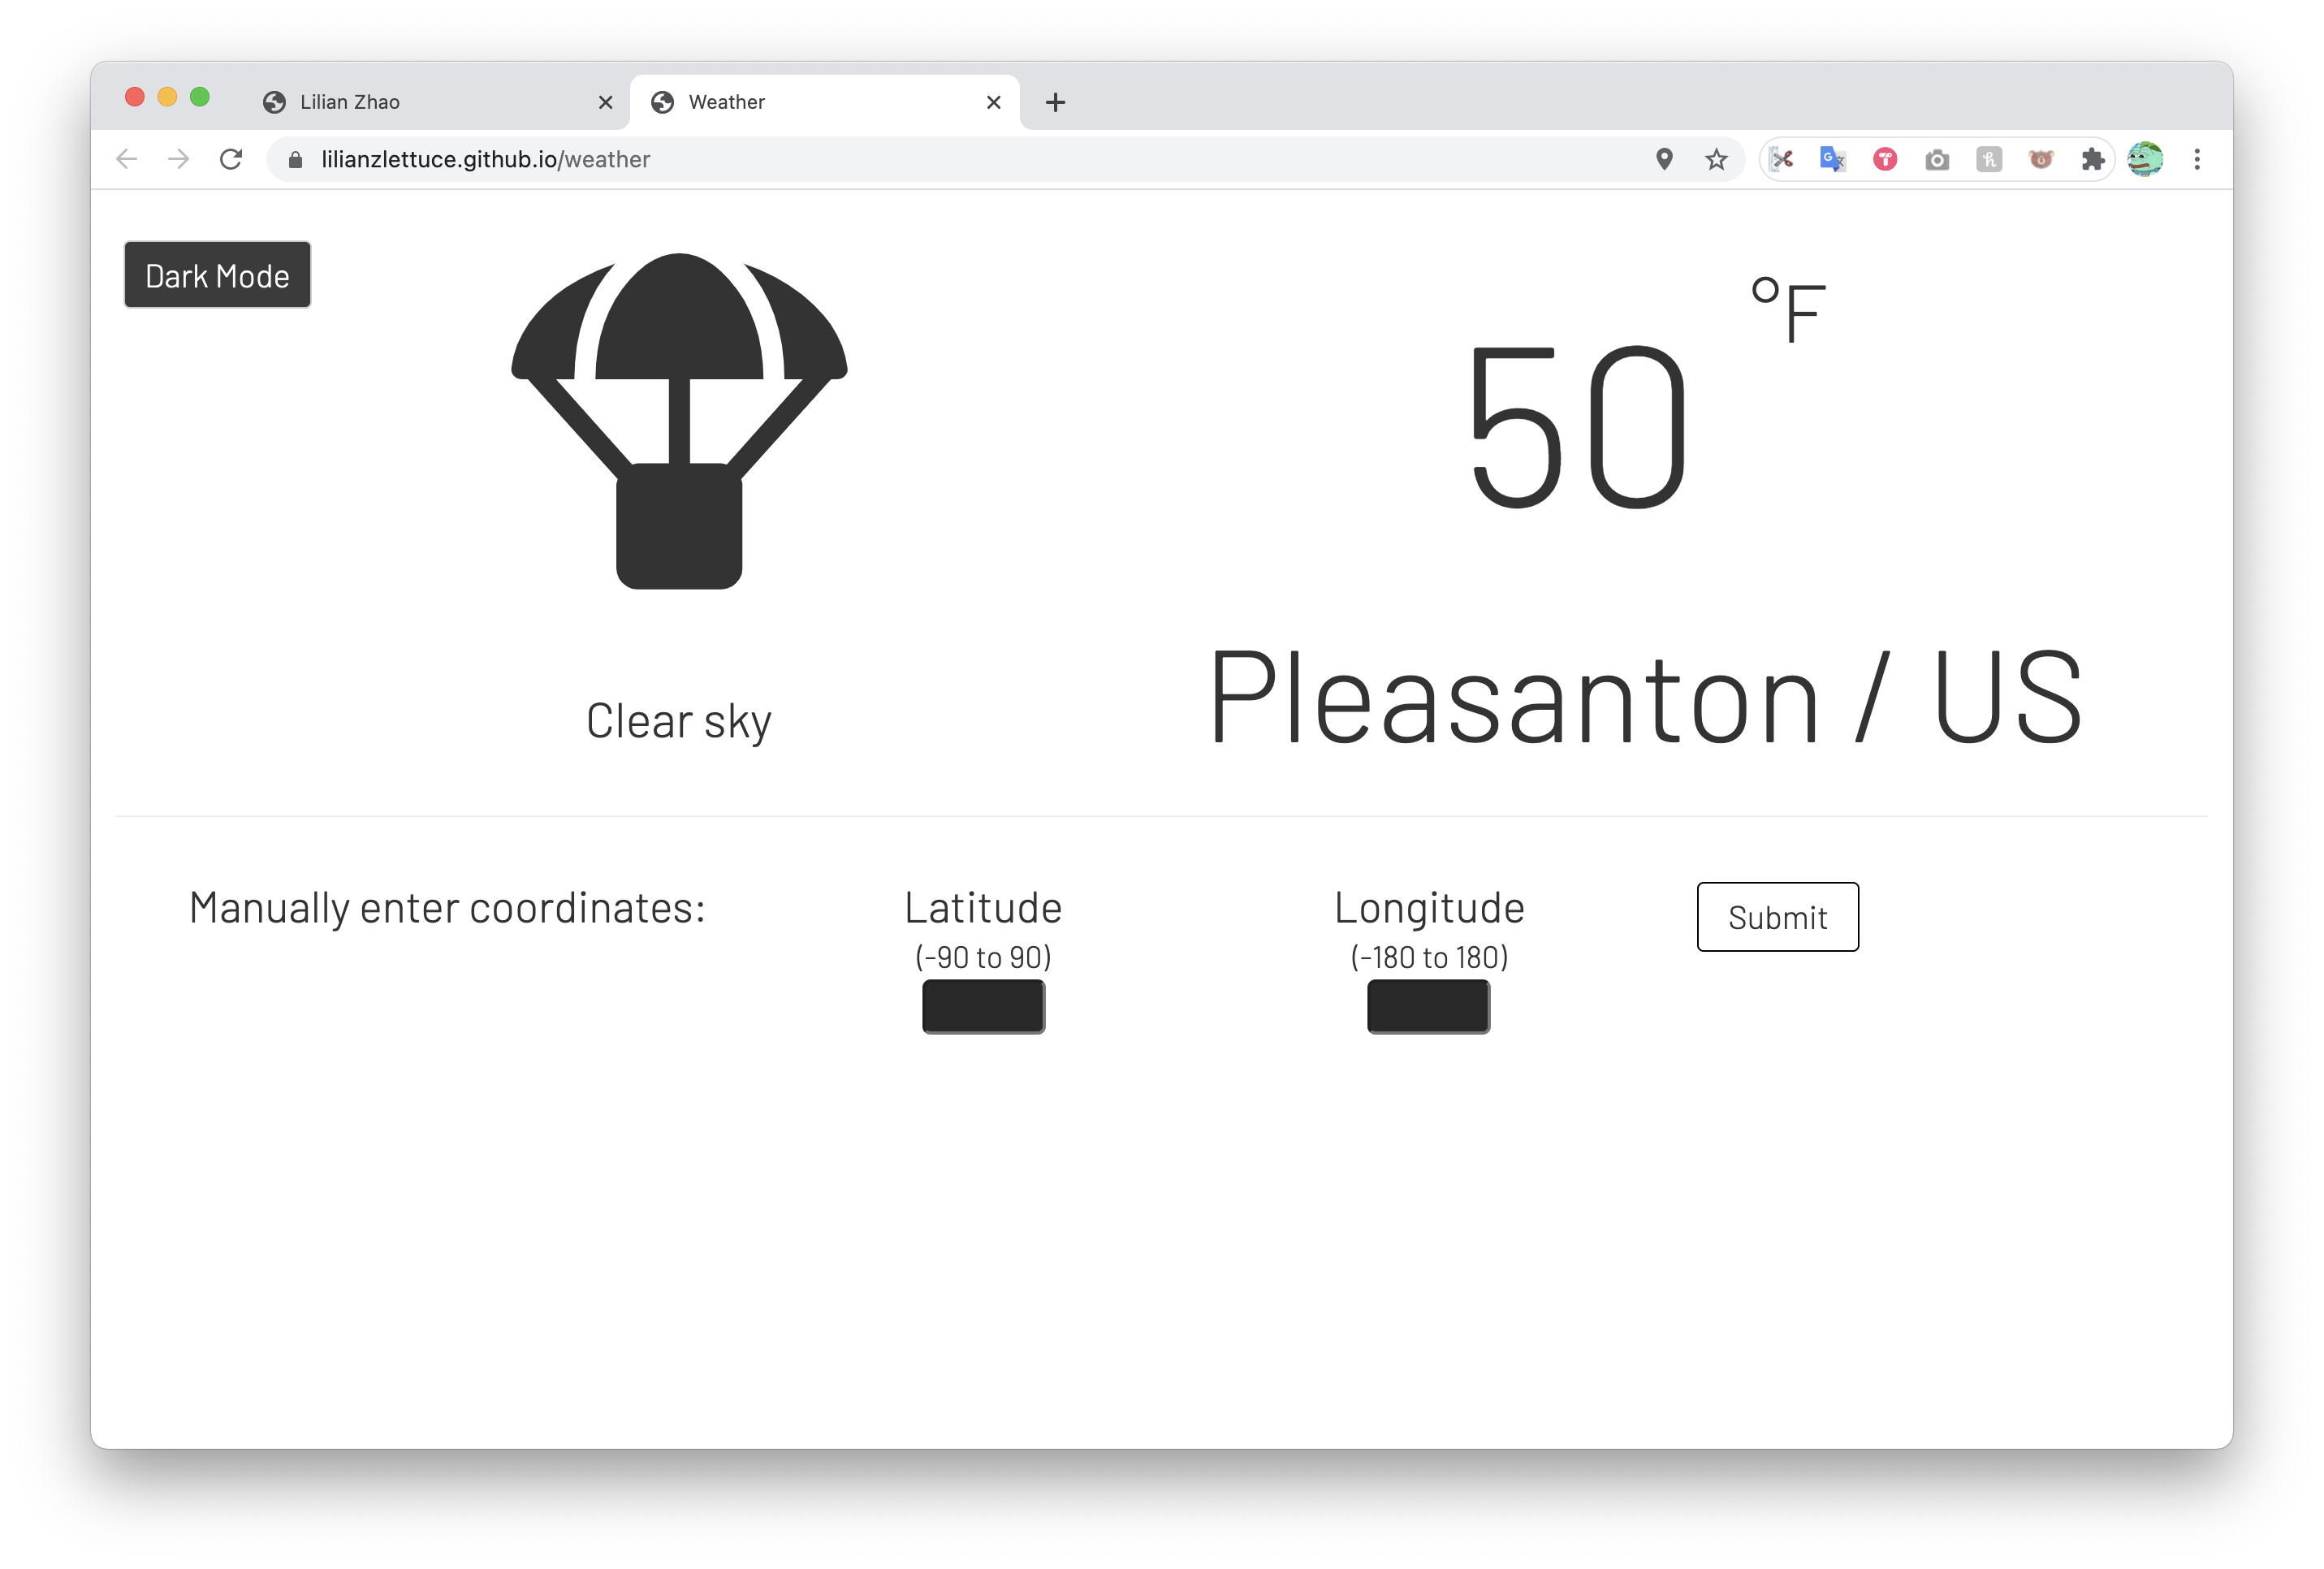 Lilian Zhao
Weather
lilianzlettuce.github.io/weather
Dark Mode
50 °F
Clear sky
Pleasanton / US
Manually enter coordinates:
Latitude
(-90 to 90)
Longitude
(-180 to 180)
Submit